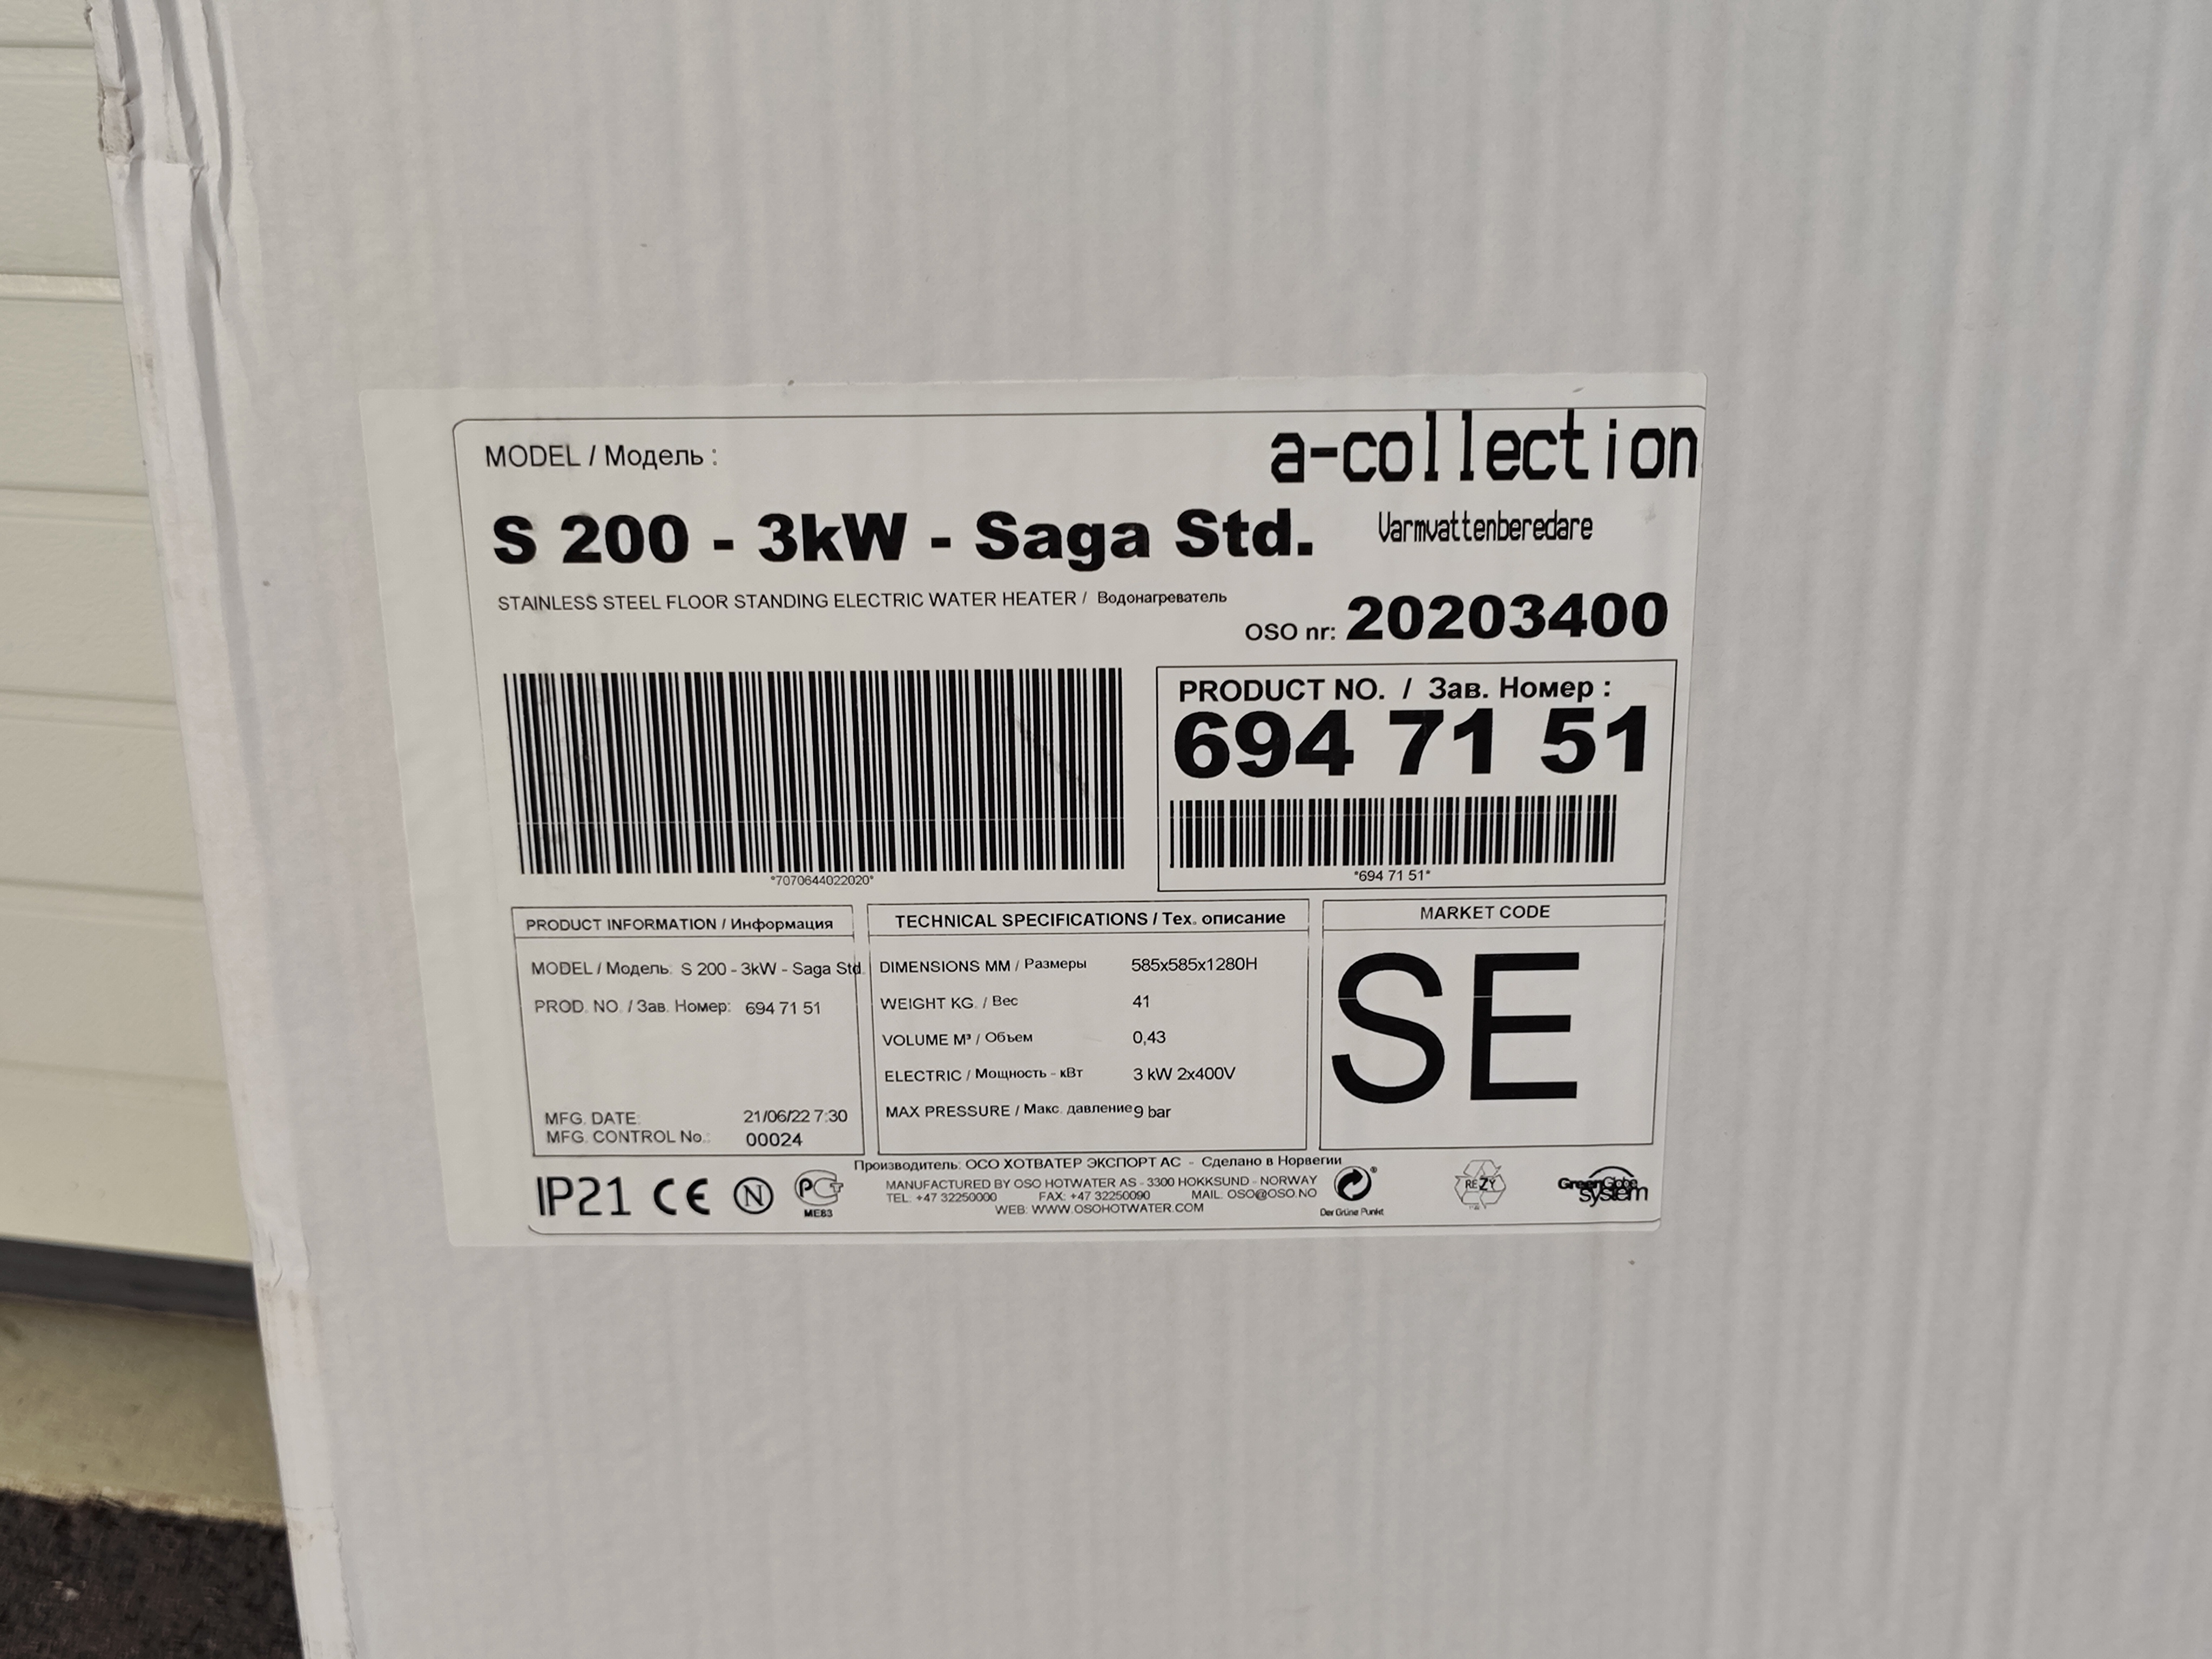 MODEL / Модель :
a-collection
S 200 - 3kW - Saga Std.
Varmvattenberedare
STAINLESS STEEL FLOOR STANDING ELECTRIC WATER HEATER / Водонагреватель
OSO nr: 20203400
*7070644022020*
PRODUCT NO. / Зав. Номер :
694 71 51
*694 71 51*
PRODUCT INFORMATION / Информация
MODEL / Модель: S 200 - 3kW - Saga Std.
PROD. NO. / Зав. Номер: 694 71 51
MFG. DATE: 21/06/22 7:30
MFG. CONTROL No.: 00024
TECHNICAL SPECIFICATIONS / Тех. описание
DIMENSIONS MM / Размеры 585x585x1280H
WEIGHT KG. / Вес 41
VOLUME M³ / Объем 0,43
ELECTRIC / Мощность - кВт 3 kW 2x400V
MAX PRESSURE / Макс. давление 9 bar
MARKET CODE
SE
IP21 CE N РСТ
ME83
Производитель: ОСО ХОТВАТЕР ЭКСПОРТ АС - Сделано в Норвегии
MANUFACTURED BY OSO HOTWATER AS - 3300 HOKKSUND - NORWAY
TEL: +47 32250000 FAX: +47 32250090 MAIL: OSO@OSO.NO
WEB: WWW.OSOHOTWATER.COM
Der Grüne Punkt
REZY
GreenGlobe
system